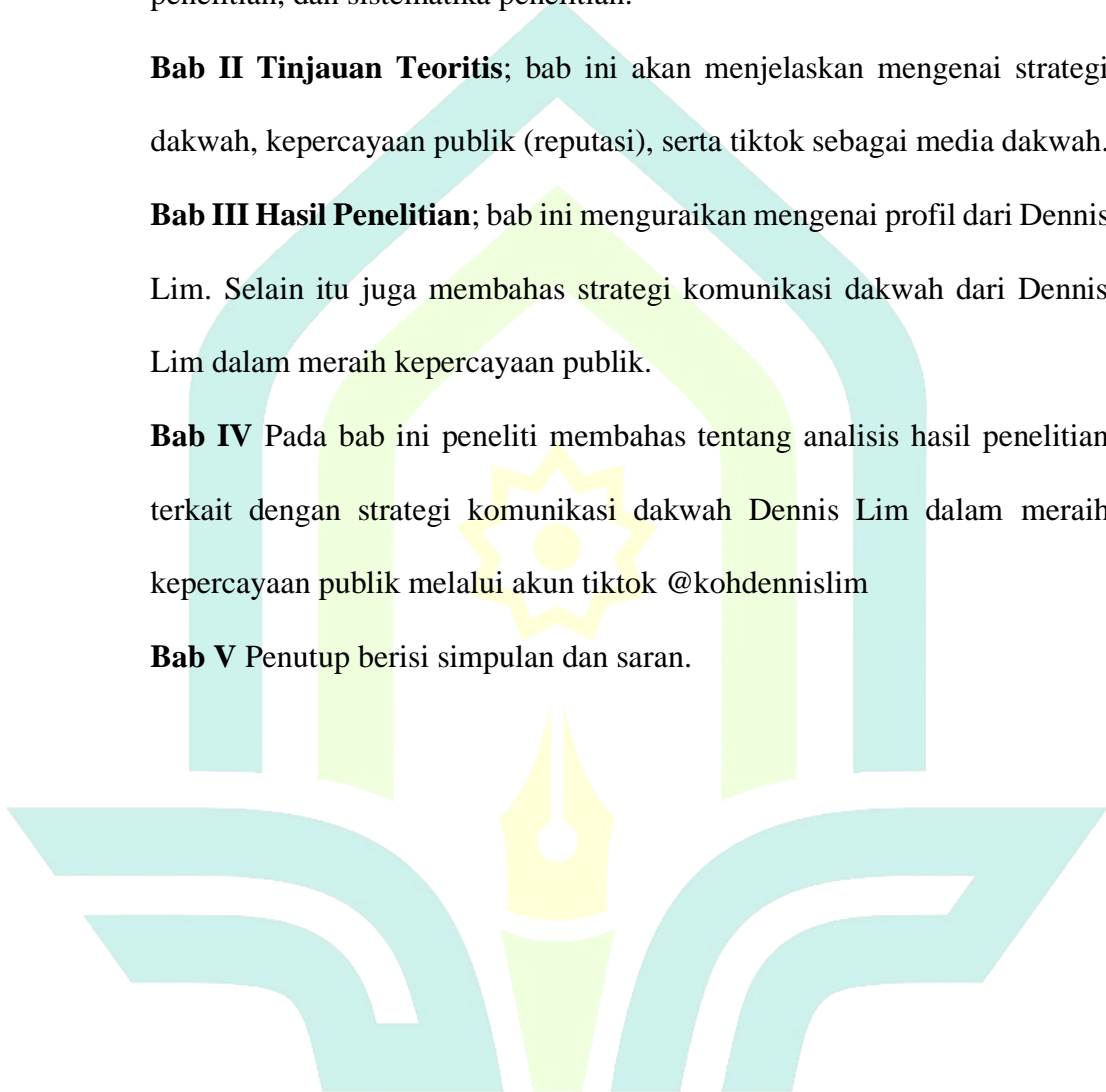 penelitian, dan sistematika penelitian.
Bab II Tinjauan Teoritis; bab ini akan menjelaskan mengenai strategi
dakwah, kepercayaan publik (reputasi), serta tiktok sebagai media dakwah.
Bab III Hasil Penelitian; bab ini menguraikan mengenai profil dari Dennis
Lim. Selain itu juga membahas strategi komunikasi dakwah dari Dennis
Lim dalam meraih kepercayaan publik.
Bab IV Pada bab ini peneliti membahas tentang analisis hasil penelitian
terkait dengan strategi komunikasi dakwah Dennis Lim dalam meraih
kepercayaan publik melalui akun tiktok @kohdennislim
Bab V Penutup berisi simpulan dan saran.